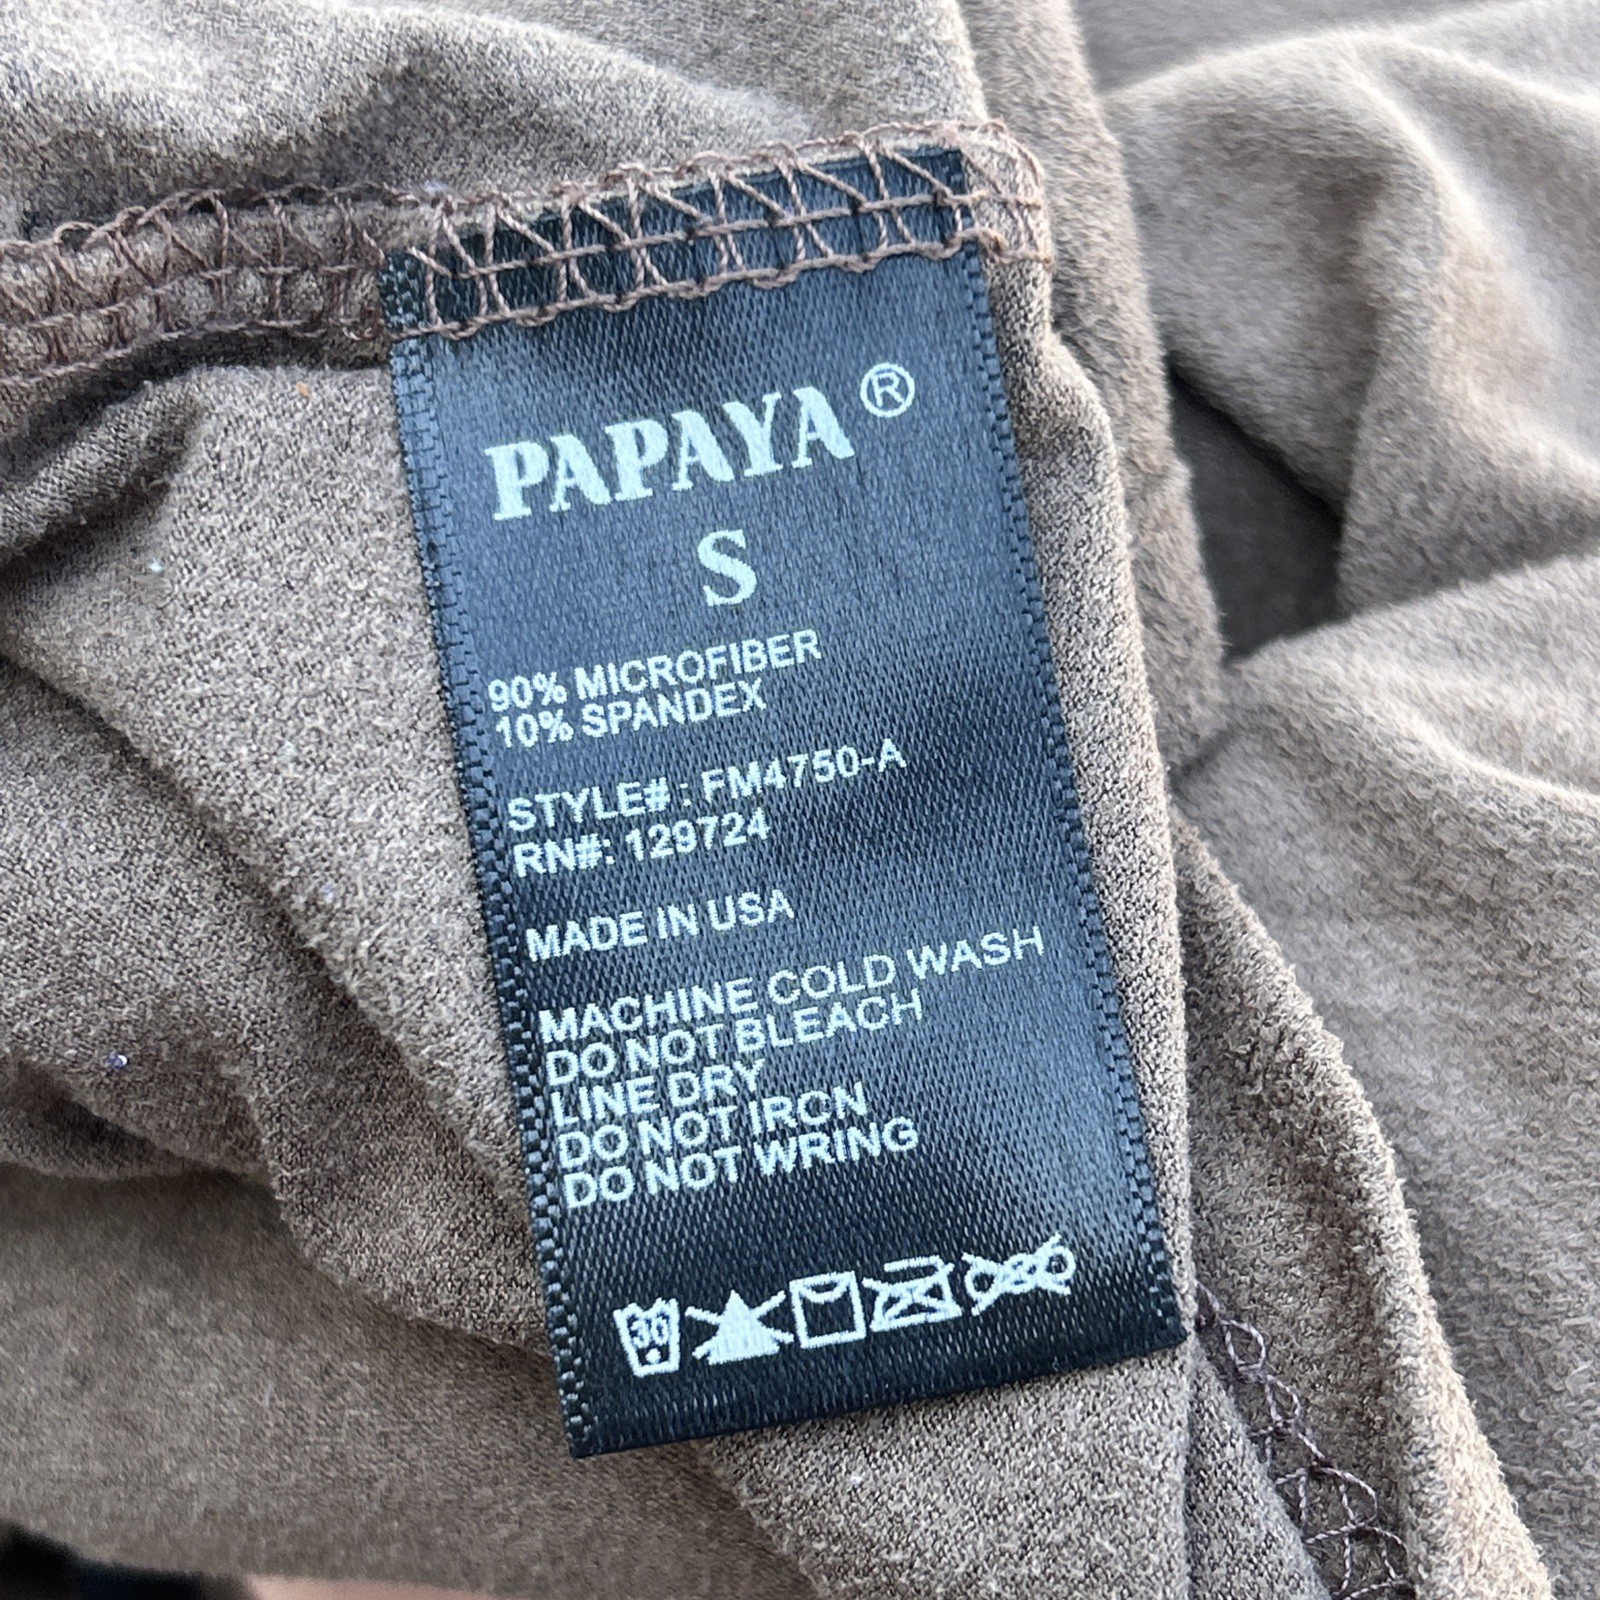 PAPAYA®
S
90% MICROFIBER
10% SPANDEX
STYLE# : FM4750-A
RN#: 129724
MADE IN USA
MACHINE COLD WASH
DO NOT BLEACH
LINE DRY
DO NOT IRCN
DO NOT WRING
30